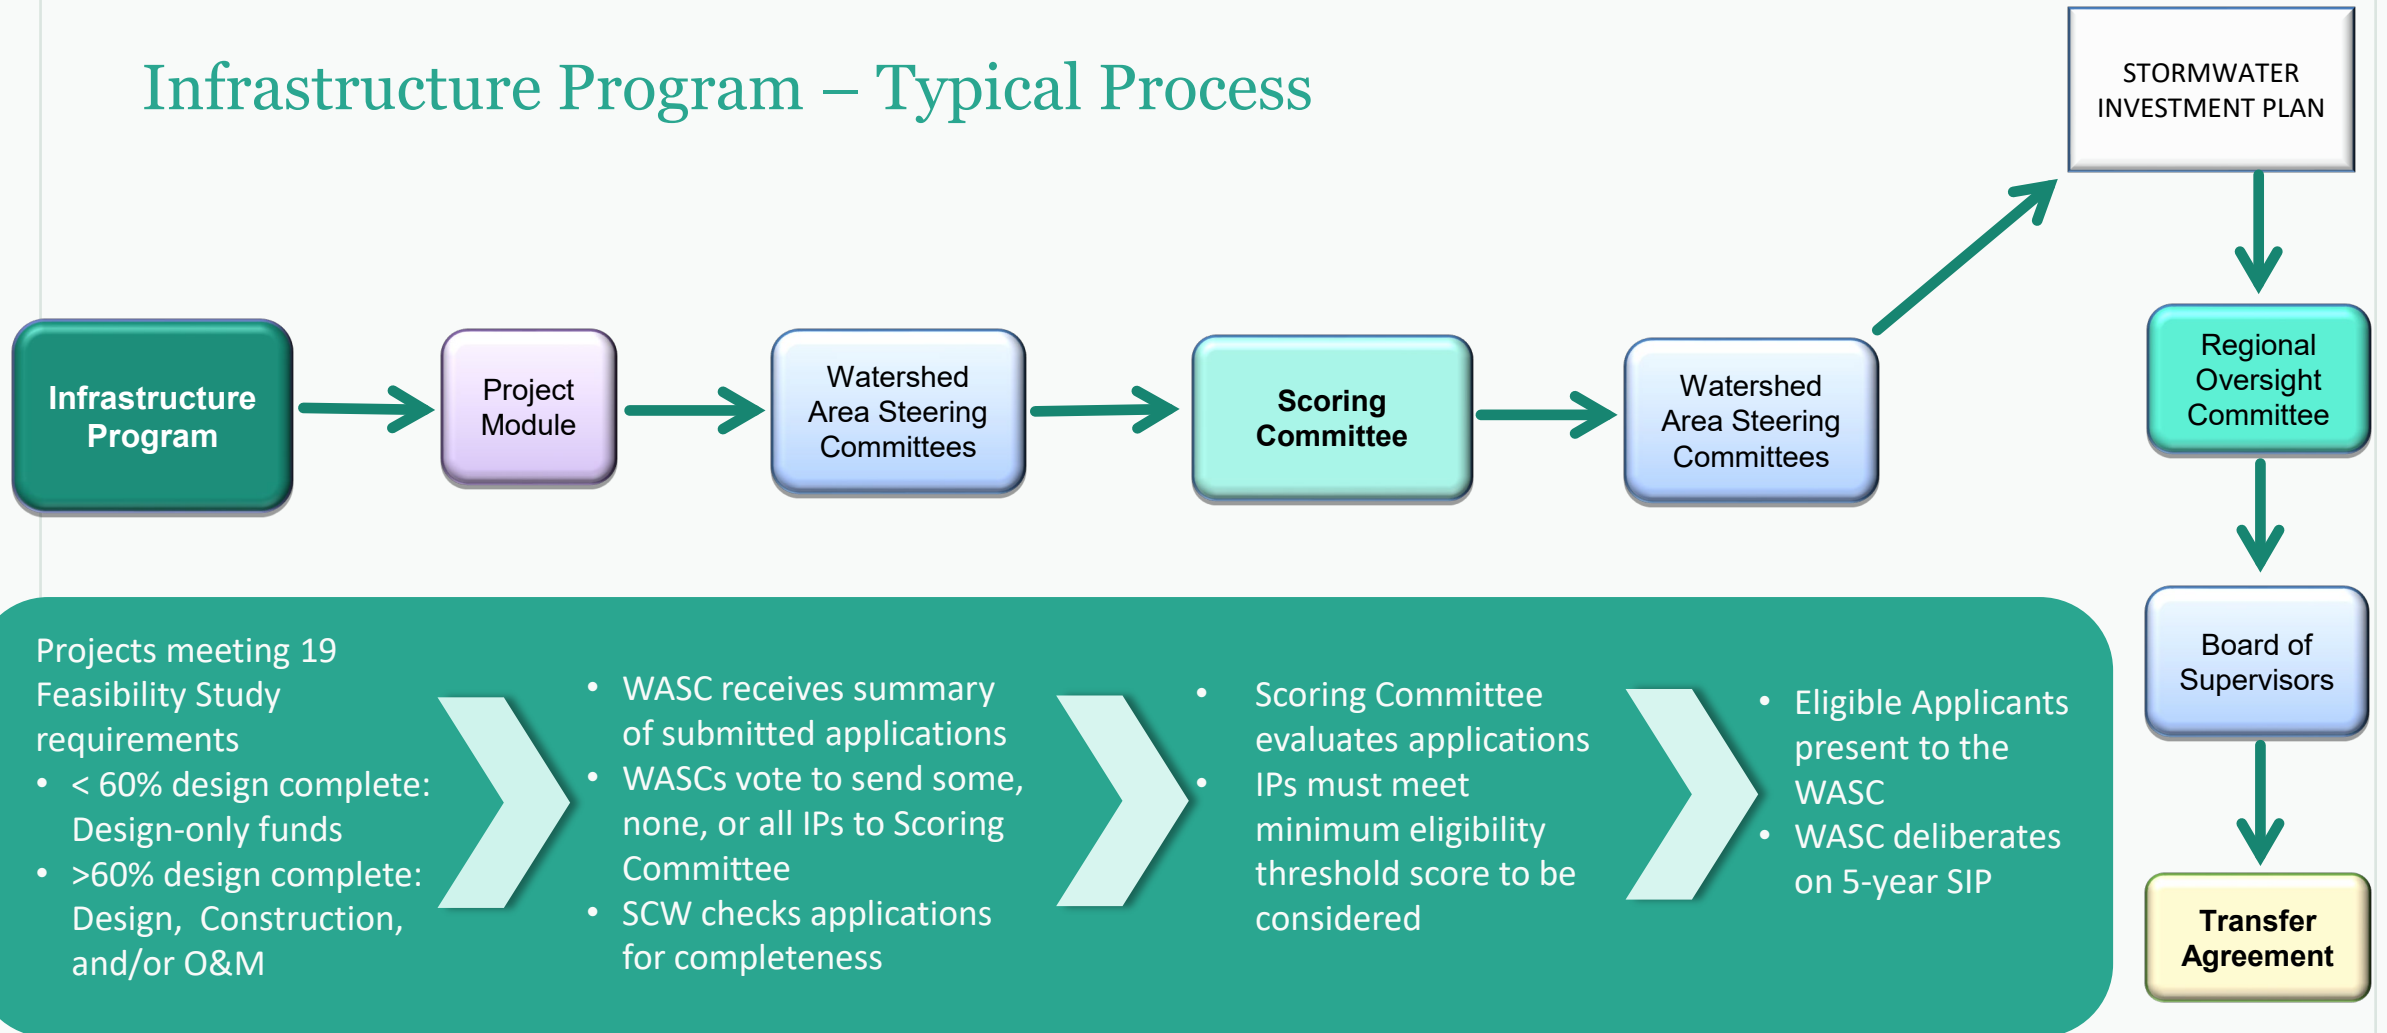 Infrastructure Program – Typical Process
STORMWATER
INVESTMENT PLAN
Infrastructure
Program
Project
Module
Watershed
Area Steering
Committees
Scoring
Committee
Watershed
Area Steering
Committees
Regional
Oversight
Committee
Board of
Supervisors
Transfer
Agreement
Projects meeting 19
Feasibility Study
requirements
• < 60% design complete:
Design-only funds
• >60% design complete:
Design, Construction,
and/or O&M
• WASC receives summary
of submitted applications
• WASCs vote to send some,
none, or all IPs to Scoring
Committee
• SCW checks applications
for completeness
• Scoring Committee
evaluates applications
• IPs must meet
minimum eligibility
threshold score to be
considered
• Eligible Applicants
present to the
WASC
• WASC deliberates
on 5-year SIP